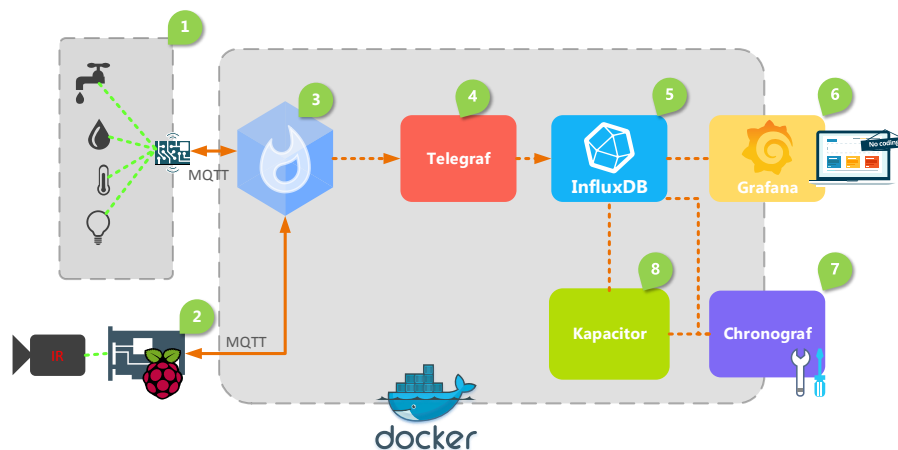 1
2
3
4
5
6
7
8
MQTT
MQTT
IR
Telegraf
InfluxDB
Grafana
No coding
Kapacitor
Chronograf
docker